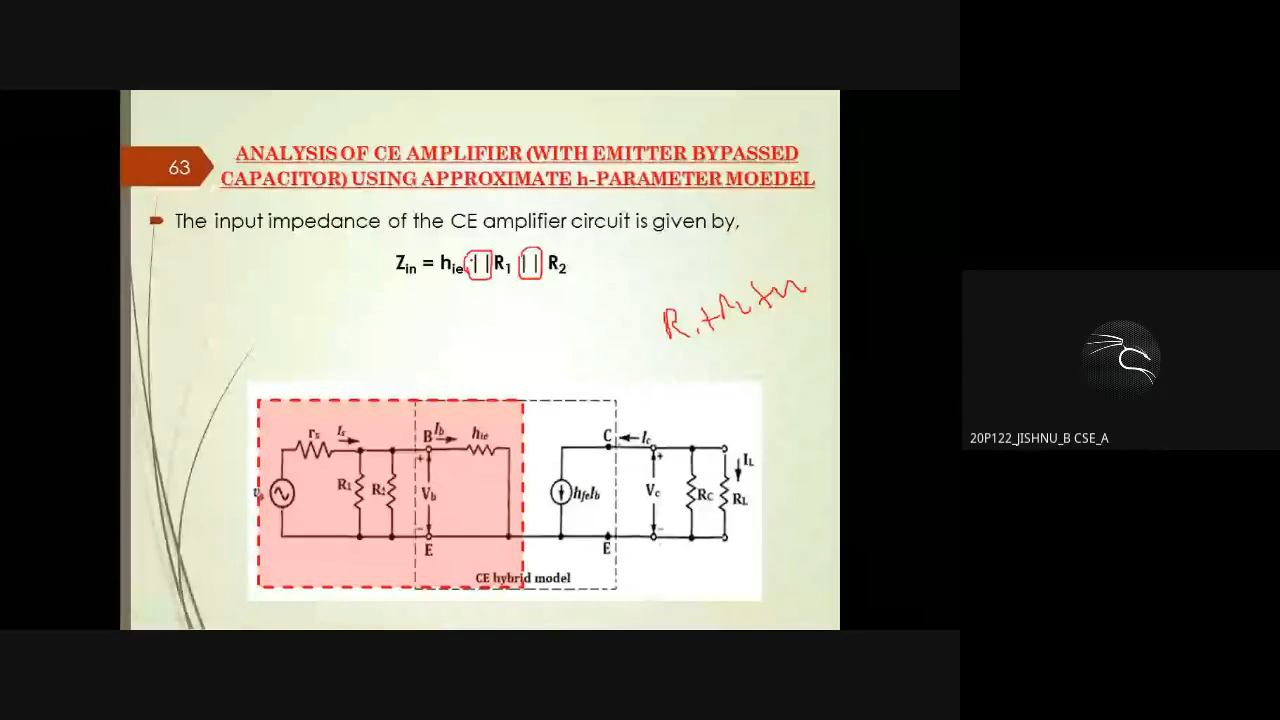 63
ANALYSIS OF CE AMPLIFIER (WITH EMITTER BYPASSED
CAPACITOR) USING APPROXIMATE h-PARAMETER MOEDEL
The input impedance of the CE amplifier circuit is given by,
Zin = hie || R1 || R2
rs
Is
B
Ib
hie
C
Ic
IL
+
+
R1
R2
Vb
hfeIb
Vc
RC
RL
-
-
E
E
CE hybrid model
20P122_JISHNU_B CSE_A